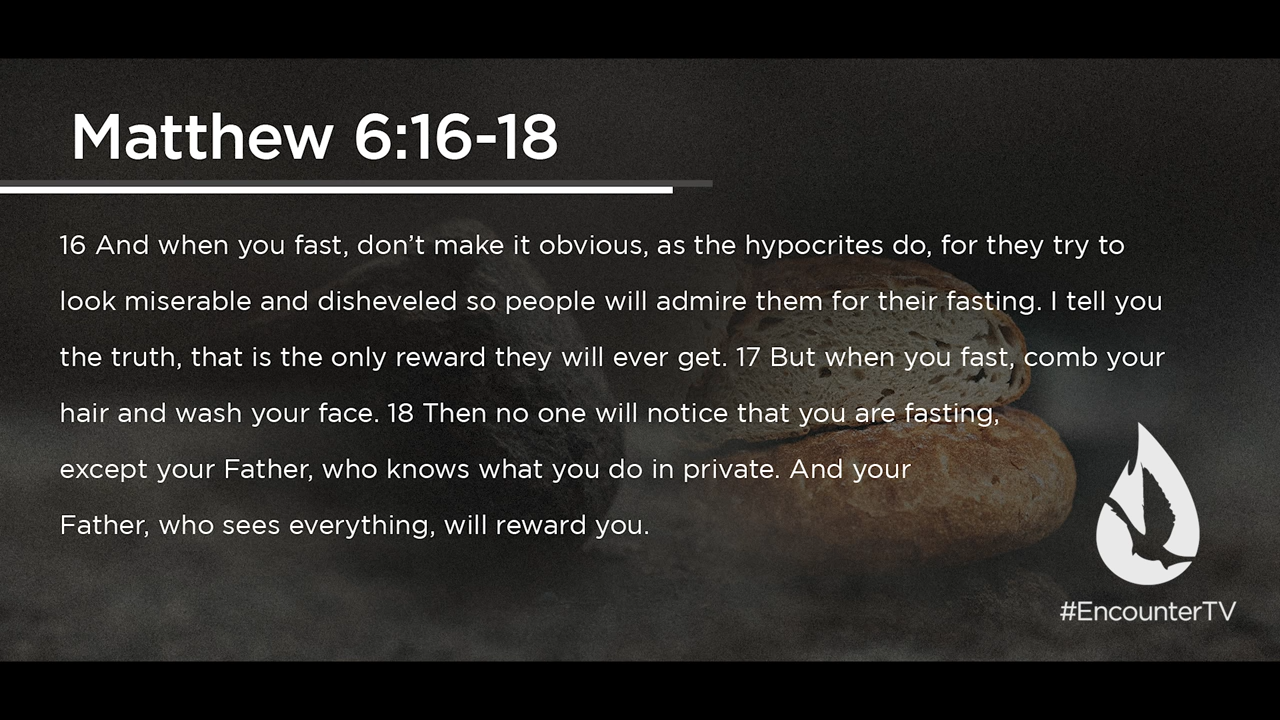 Matthew 6:16-18
16 And when you fast, don’t make it obvious, as the hypocrites do, for they try to
look miserable and disheveled so people will admire them for their fasting. I tell you
the truth, that is the only reward they will ever get. 17 But when you fast, comb your
hair and wash your face. 18 Then no one will notice that you are fasting,
except your Father, who knows what you do in private. And your
Father, who sees everything, will reward you.
#EncounterTV